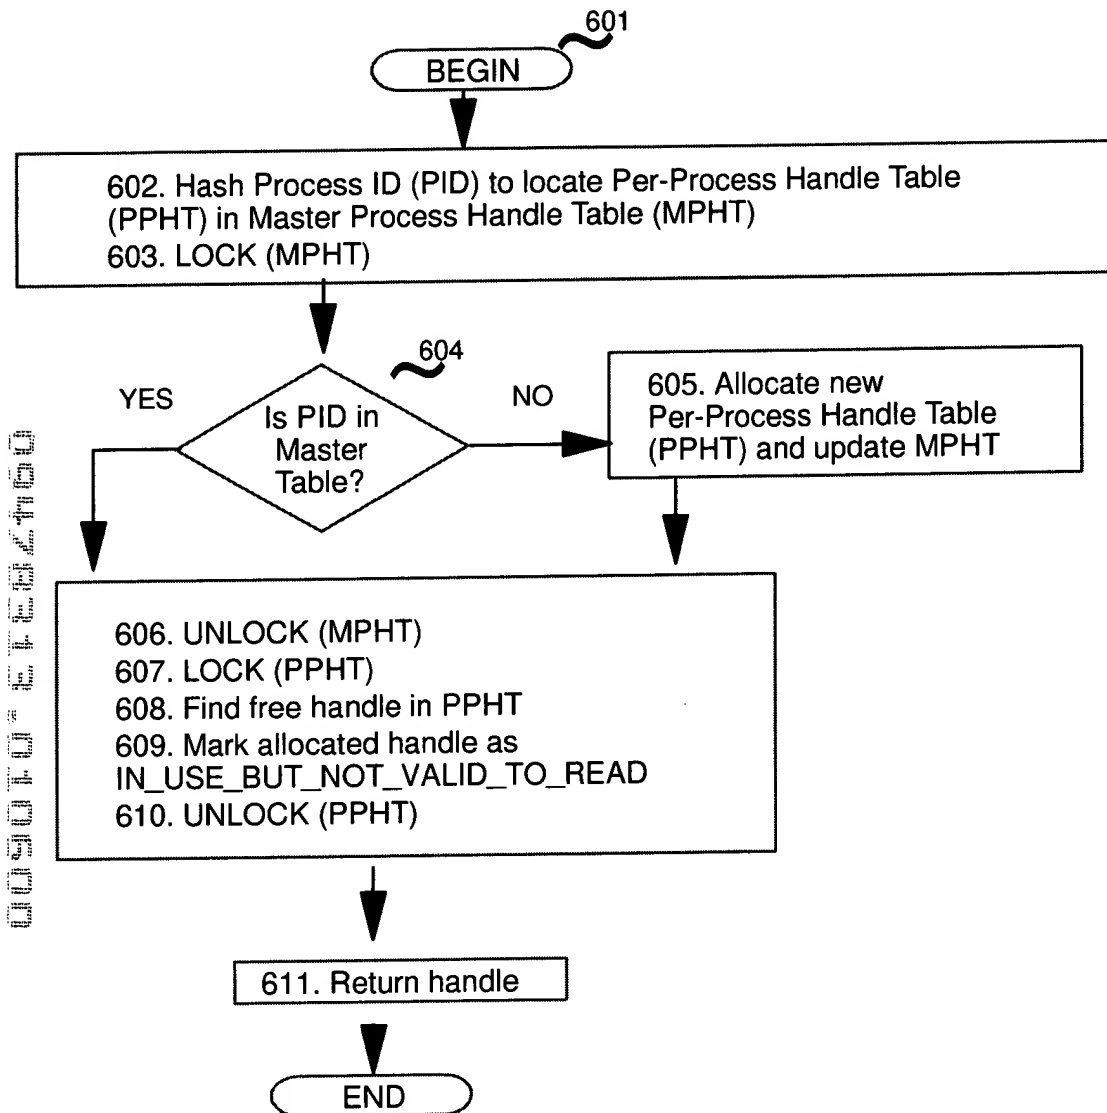 601
BEGIN
602. Hash Process ID (PID) to locate Per-Process Handle Table
(PPHT) in Master Process Handle Table (MPHT)
603. LOCK (MPHT)
604
YES
Is PID in
Master
Table?
NO
605. Allocate new
Per-Process Handle Table
(PPHT) and update MPHT
606. UNLOCK (MPHT)
607. LOCK (PPHT)
608. Find free handle in PPHT
609. Mark allocated handle as
IN_USE_BUT_NOT_VALID_TO_READ
610. UNLOCK (PPHT)
611. Return handle
END
09478313.010600